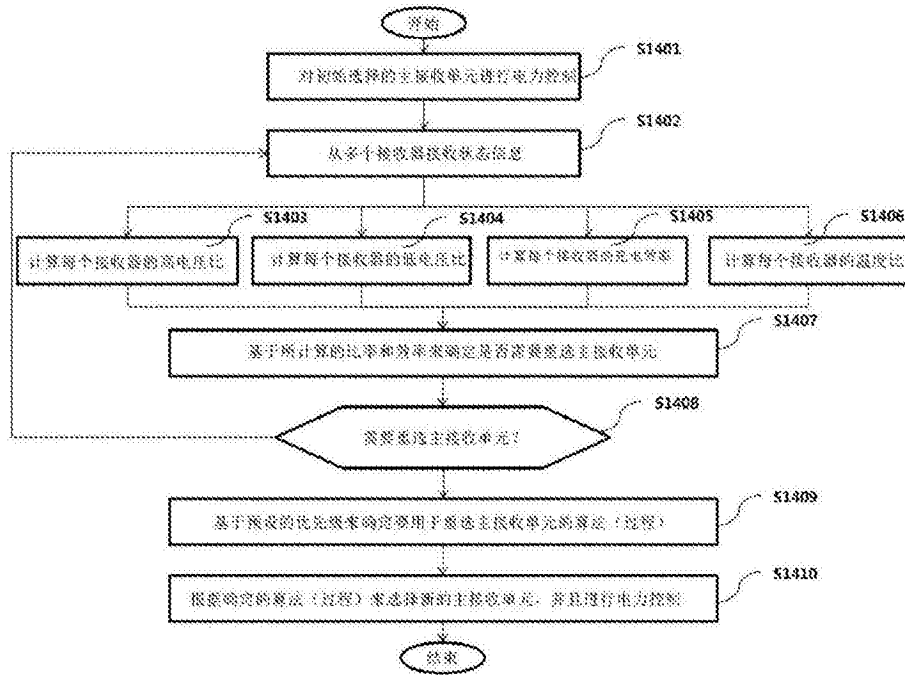 开始
S1401
对初始选择的主接收单元进行电力控制
S1402
从多个接收器接收状态信息
S1403
S1404
S1405
S1406
计算每个接收器的高电压比
计算每个接收器的低电压比
计算每个接收器的充电效率
计算每个接收器的温度比
S1407
基于所计算的比率和效率来确定是否需要重选主接收单元
S1408
需要重选主接收单元?
S1409
基于预设的优先级来确定要用于重选主接收单元的算法（过程）
S1410
根据确定的算法（过程）来选择新的主接收单元，并且进行电力控制
结束